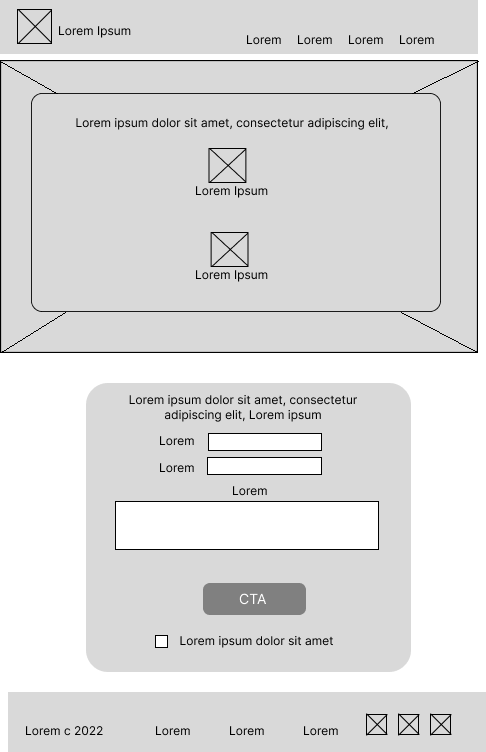 Lorem Ipsum
Lorem Lorem Lorem Lorem
Lorem ipsum dolor sit amet, consectetur adipiscing elit,
Lorem Ipsum
Lorem Ipsum
Lorem ipsum dolor sit amet, consectetur
adipiscing elit, Lorem ipsum
Lorem
Lorem
Lorem
CTA
Lorem ipsum dolor sit amet
Lorem c 2022 Lorem Lorem Lorem